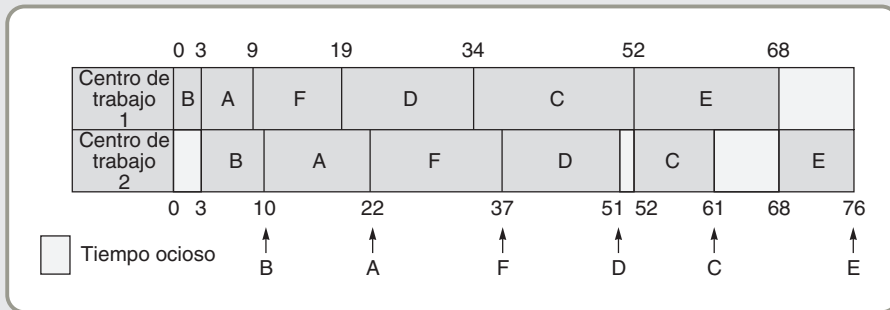 0 3 9 19 34 52 68
Centro de
trabajo
1
B A F D C E
Centro de
trabajo
2
B A F D C E
0 3 10 22 37 51 52 61 68 76
Tiempo ocioso
B A F D C E